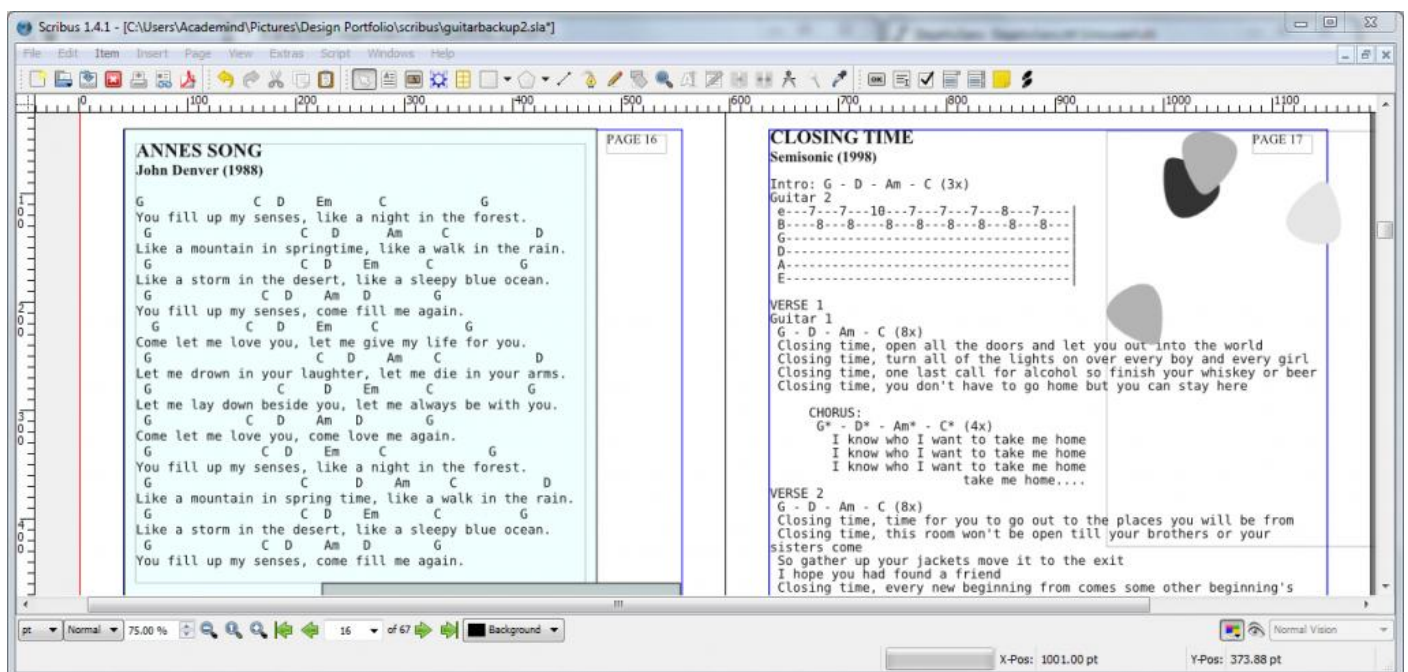 Scribus 1.4.1 - [C:\Users\Academind\Pictures\Design Portfolio\scribus\guitarbackup2.sla*]
File Edit Item Insert Page View Extras Script Windows Help
0 100 200 300 400 500 600 700 800 900 1000 1100
PAGE 16
ANNES SONG
John Denver (1988)
G C D Em C G
You fill up my senses, like a night in the forest.
G C D Am C D
Like a mountain in springtime, like a walk in the rain.
G C D Em C G
Like a storm in the desert, like a sleepy blue ocean.
G C D Am D G
You fill up my senses, come fill me again.
G C D Em C G
Come let me love you, let me give my life for you.
G C D Am C D
Let me drown in your laughter, let me die in your arms.
G C D Em C G
Let me lay down beside you, let me always be with you.
G C D Am D G
Come let me love you, come love me again.
G C D Em C G
You fill up my senses, like a night in the forest.
G C D Am C D
Like a mountain in spring time, like a walk in the rain.
G C D Em C G
Like a storm in the desert, like a sleepy blue ocean.
G C D Am D G
You fill up my senses, come fill me again.
CLOSING TIME
PAGE 17
Semisonic (1998)
Intro: G - D - Am - C (3x)
Guitar 2
e---7---7---10---7---7---7---8---7----|
B----8---8---8----8---8---8---8---8---|
G-------------------------------------|
D-------------------------------------|
A-------------------------------------|
E-------------------------------------|
VERSE 1
Guitar 1
G - D - Am - C (8x)
Closing time, open all the doors and let you out into the world
Closing time, turn all of the lights on over every boy and every girl
Closing time, one last call for alcohol so finish your whiskey or beer
Closing time, you don't have to go home but you can stay here
CHORUS:
G* - D* - Am* - C* (4x)
I know who I want to take me home
I know who I want to take me home
I know who I want to take me home
take me home....
VERSE 2
G - D - Am - C (8x)
Closing time, time for you to go out to the places you will be from
Closing time, this room won't be open till your brothers or your
sisters come
So gather up your jackets move it to the exit
I hope you had found a friend
Closing time, every new beginning from comes some other beginning's
100
200
300
400
pt Normal 75.00 % 16 of 67 Background Normal Vision
X-Pos: 1001.00 pt Y-Pos: 373.88 pt